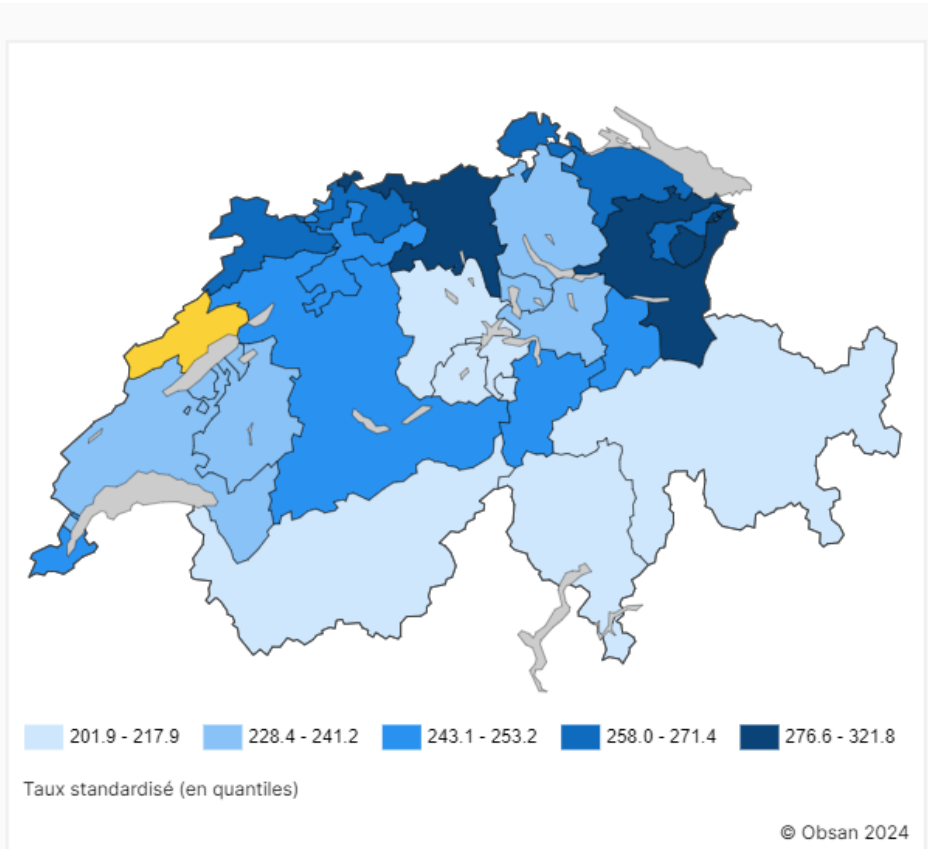 201.9 - 217.9 228.4 - 241.2 243.1 - 253.2 258.0 - 271.4 276.6 - 321.8
Taux standardisé (en quantiles)
© Obsan 2024